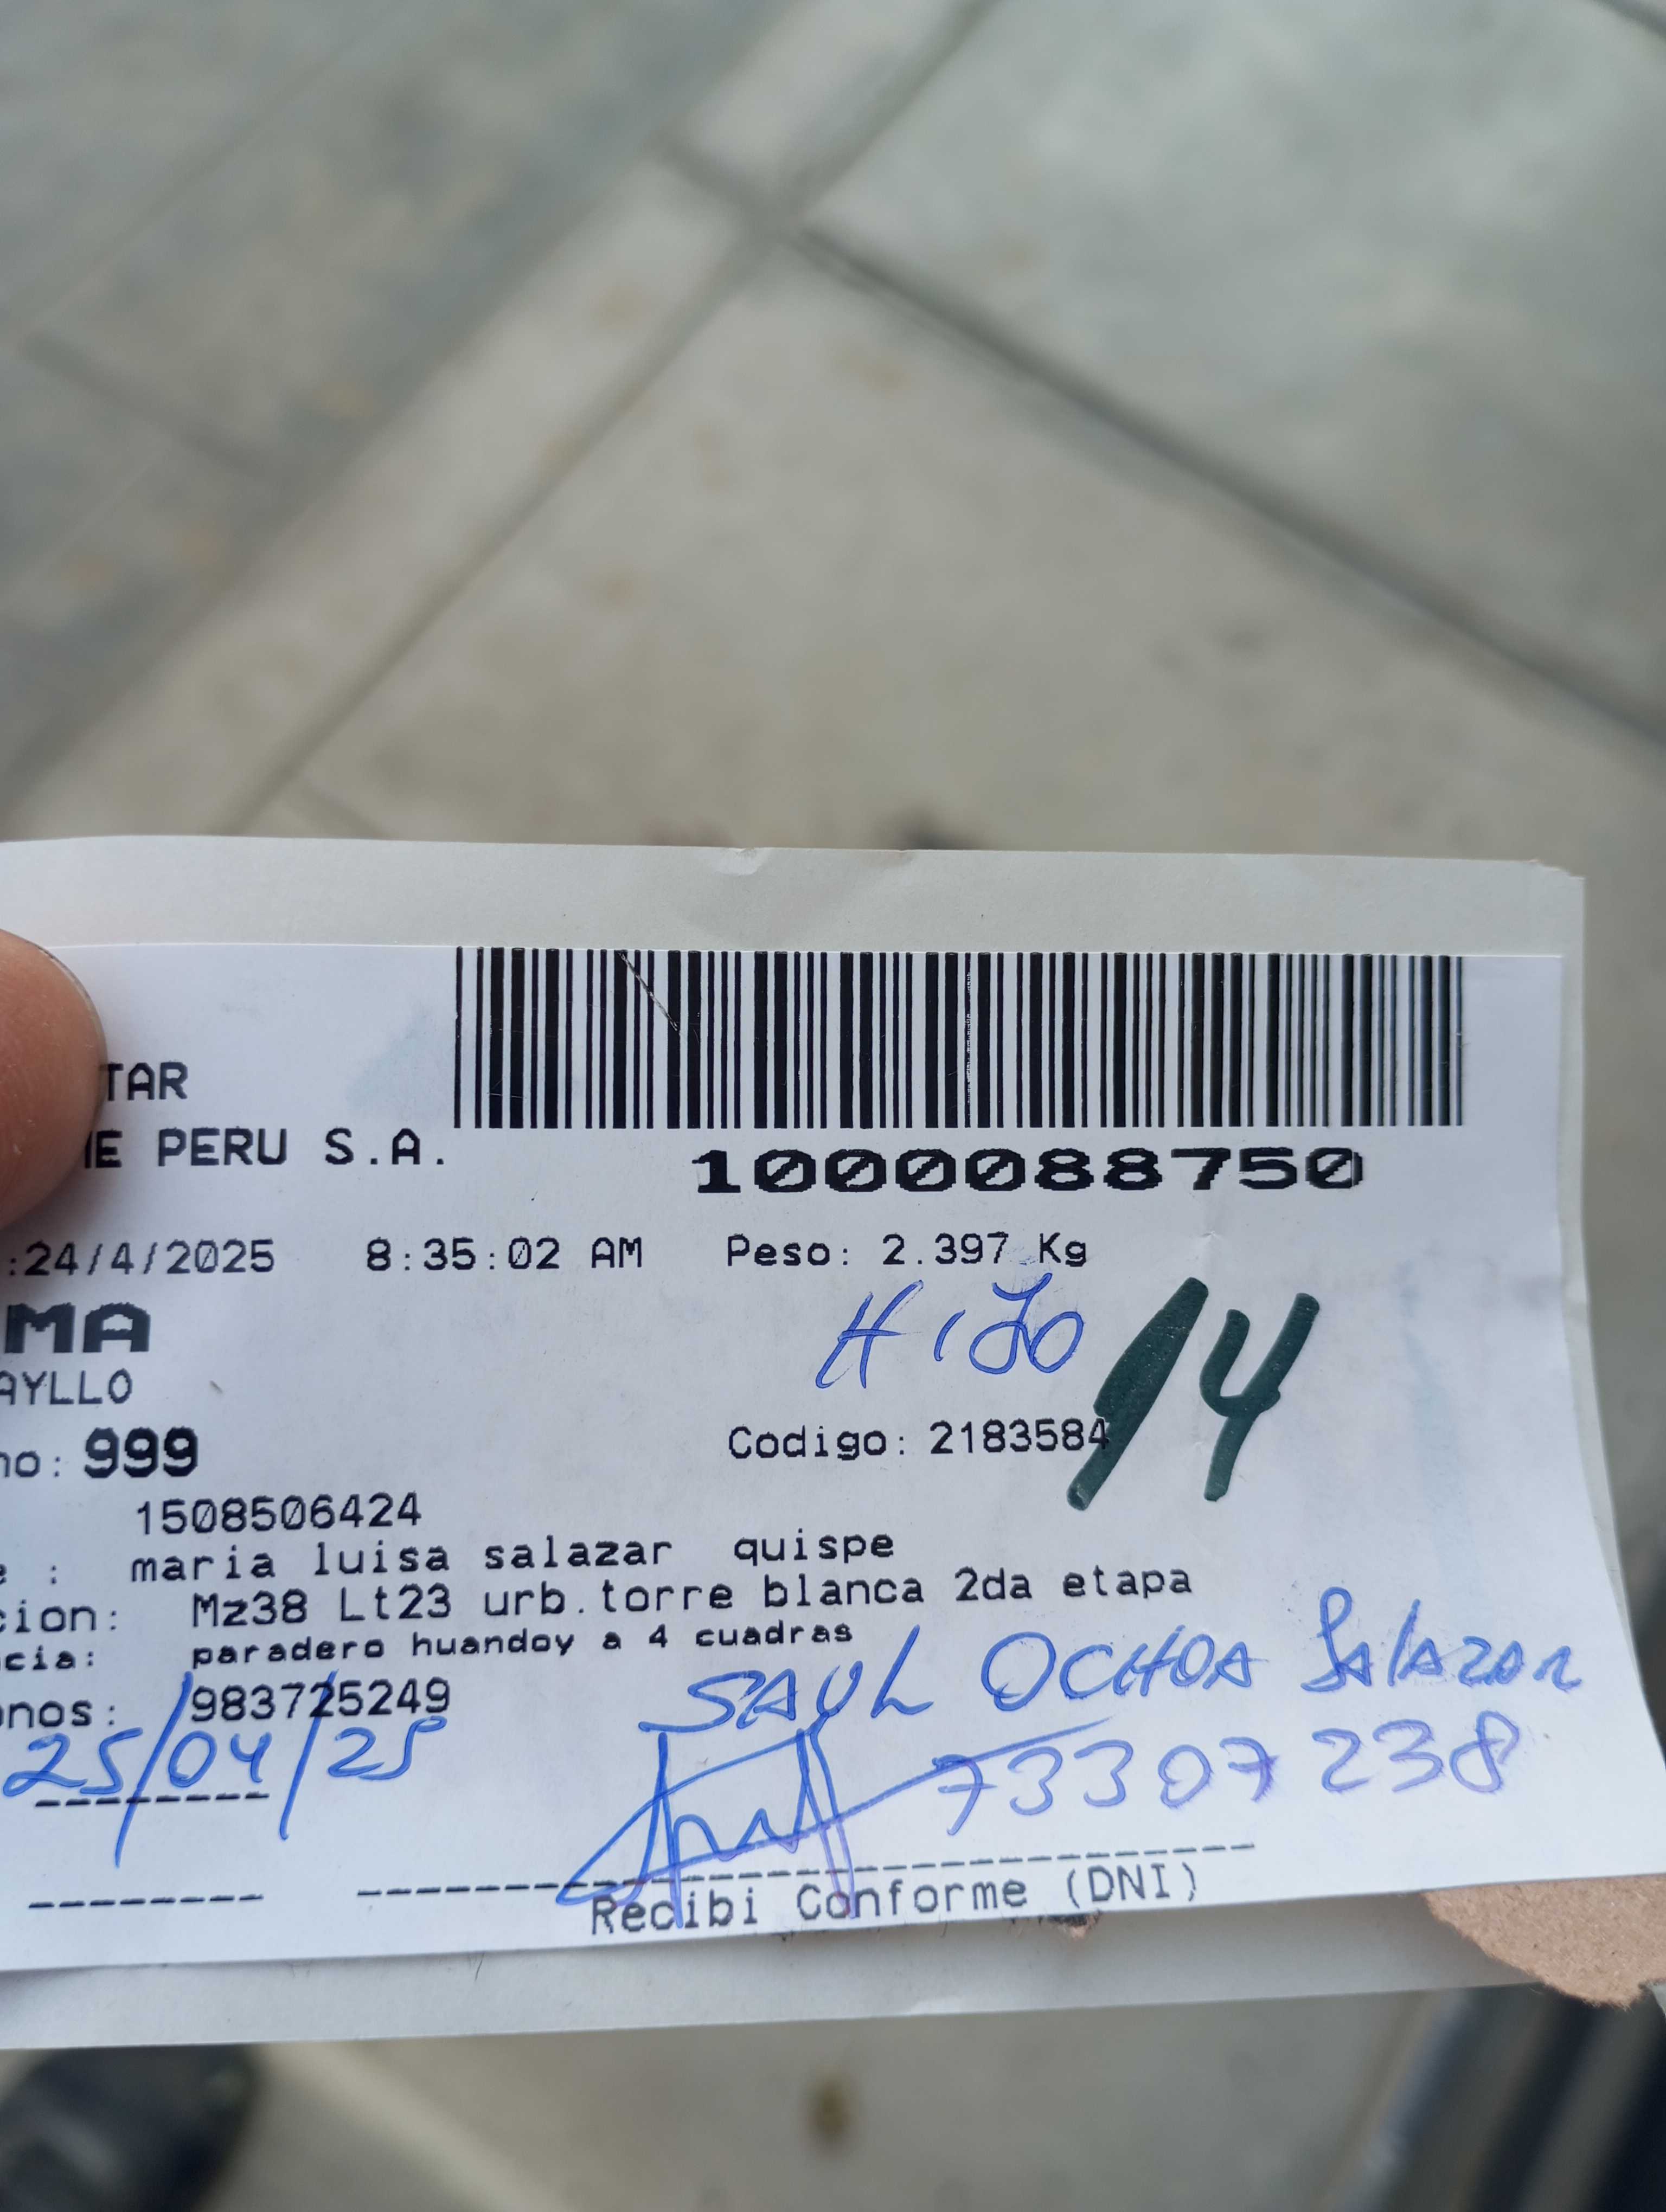 TAR
E PERU S.A.
1000088750
:24/4/2025 8:35:02 AM Peso: 2.397 Kg
MA
HIJO
14
AYLLO
no: 999 Codigo: 2183584
1508506424
e : maria luisa salazar quispe
cion: Mz38 Lt23 urb.torre blanca 2da etapa
cia: paradero huandoy a 4 cuadras
onos: 983725249
SAUL OCHOA Salazar
25/04/25
73307238
Recibi Conforme (DNI)